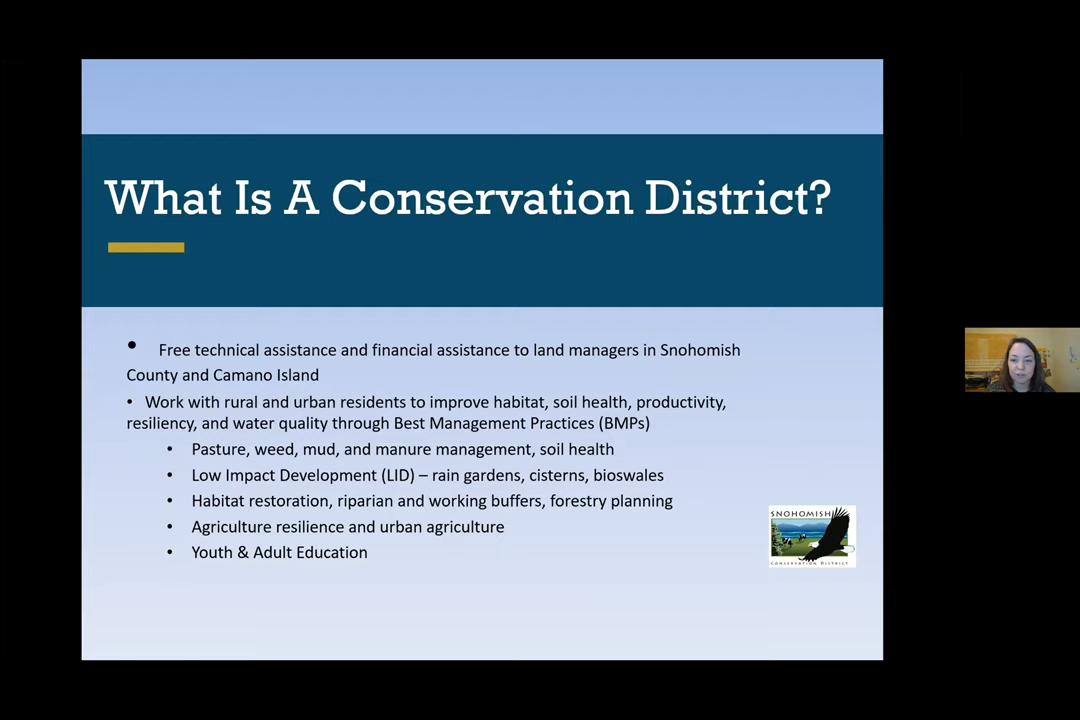 What Is A Conservation District?
• Free technical assistance and financial assistance to land managers in Snohomish
County and Camano Island
• Work with rural and urban residents to improve habitat, soil health, productivity,
resiliency, and water quality through Best Management Practices (BMPs)
• Pasture, weed, mud, and manure management, soil health
• Low Impact Development (LID) – rain gardens, cisterns, bioswales
• Habitat restoration, riparian and working buffers, forestry planning
• Agriculture resilience and urban agriculture
• Youth & Adult Education
SNOHOMISH
CONSERVATION DISTRICT